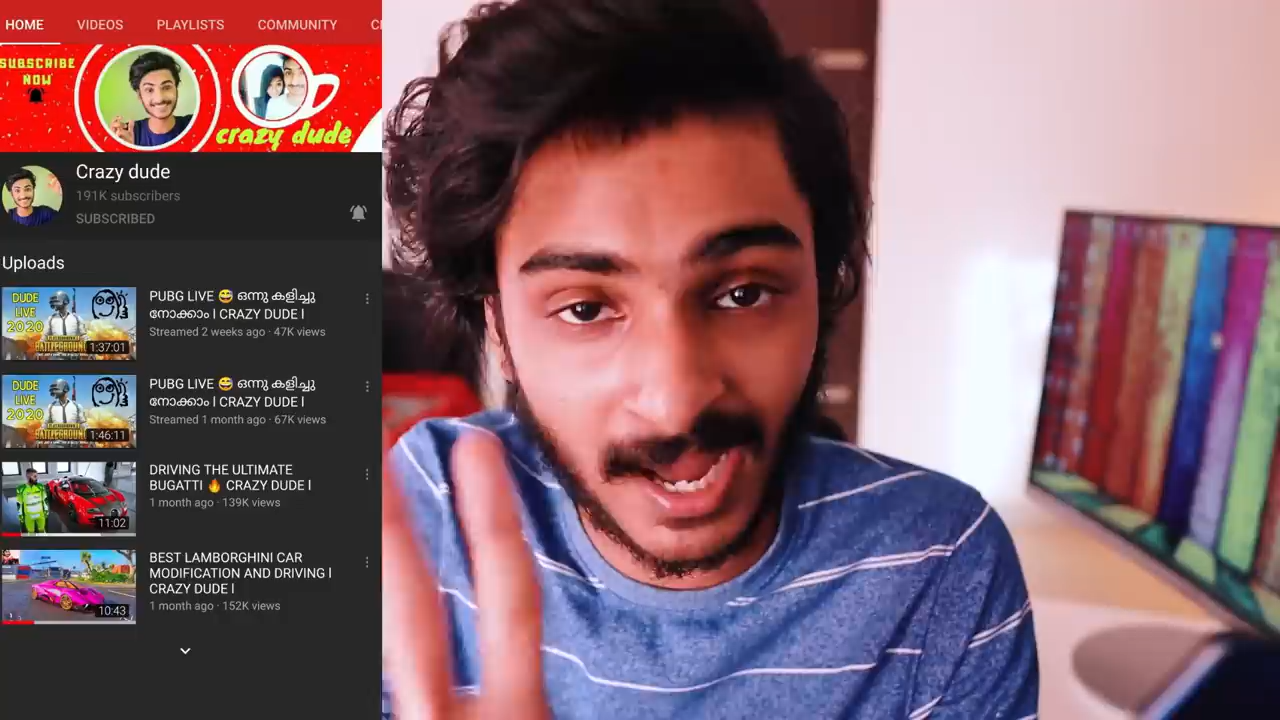 HOME VIDEOS PLAYLISTS COMMUNITY
SUBSCRIBE
NOW
crazy dude
Crazy dude
191K subscribers
SUBSCRIBED
Uploads
DUDE
LIVE
2020
1:37:01
PUBG LIVE 😅 ഒന്നു കളിച്ചു
നോക്കാം I CRAZY DUDE I
Streamed 2 weeks ago · 47K views
DUDE
LIVE
2020
1:46:11
PUBG LIVE 😅 ഒന്നു കളിച്ചു
നോക്കാം I CRAZY DUDE I
Streamed 1 month ago · 67K views
11:02
DRIVING THE ULTIMATE
BUGATTI 🔥 CRAZY DUDE I
1 month ago · 139K views
10:43
BEST LAMBORGHINI CAR
MODIFICATION AND DRIVING I
CRAZY DUDE I
1 month ago · 152K views